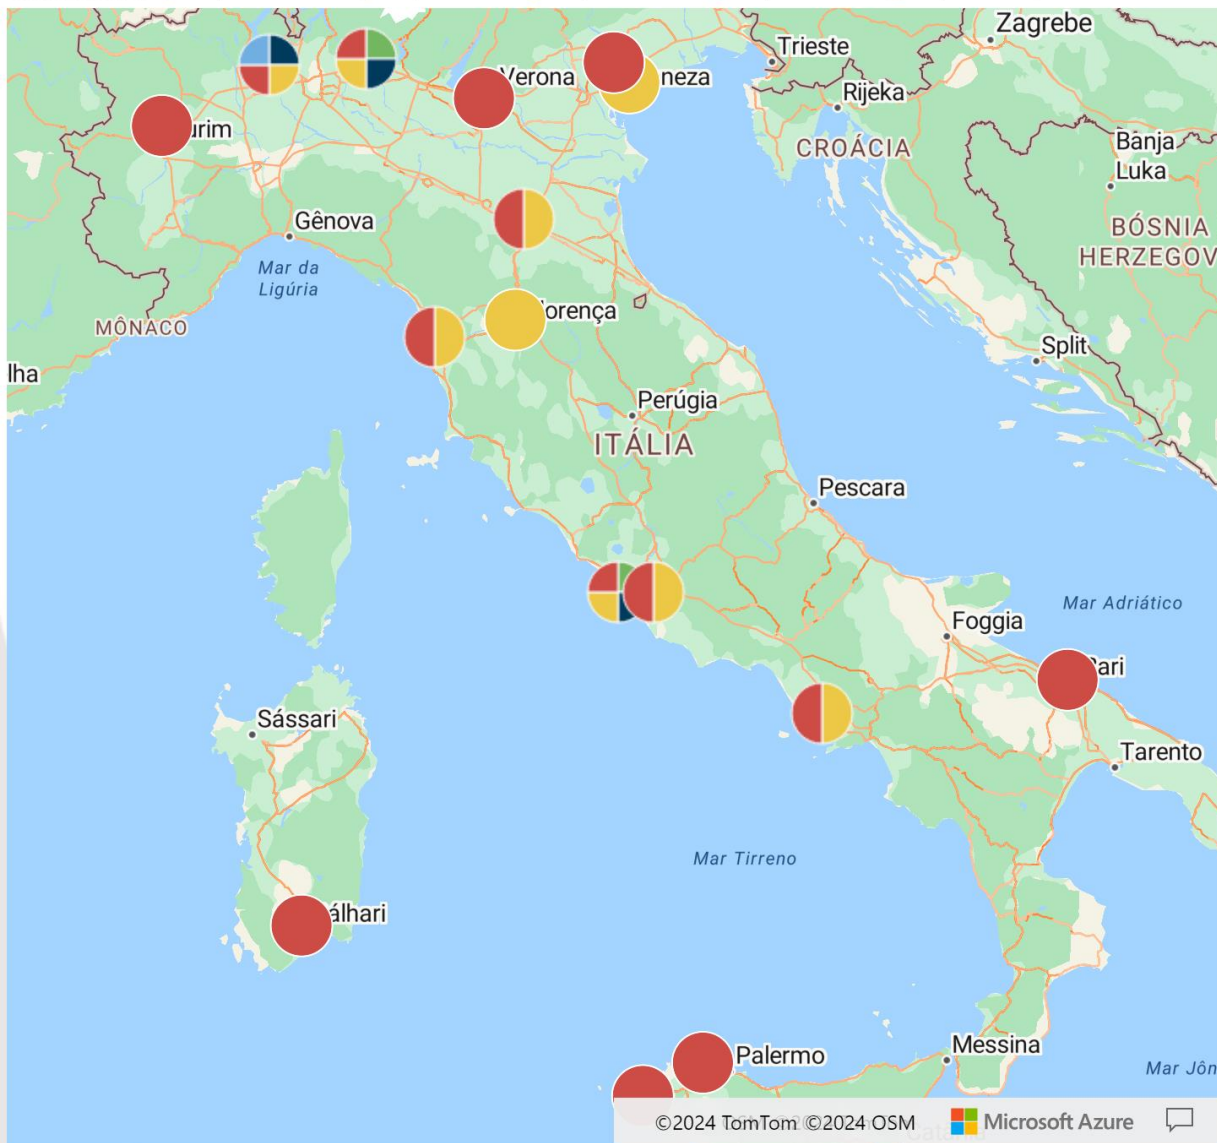 Zagrebe
Trieste
Verona
neza
Rijeka
urim
CROÁCIA
Banja
Luka
Gênova
BÓSNIA
HERZEGOV
Mar da
Ligúria
MÔNACO
orença
Split
lha
Perúgia
ITÁLIA
Pescara
Mar Adriático
Foggia
ari
Sássari
Tarento
Mar Tirreno
álhari
Messina
Palermo
Mar Jôn
©2024 TomTom ©2024 OSM
Microsoft Azure